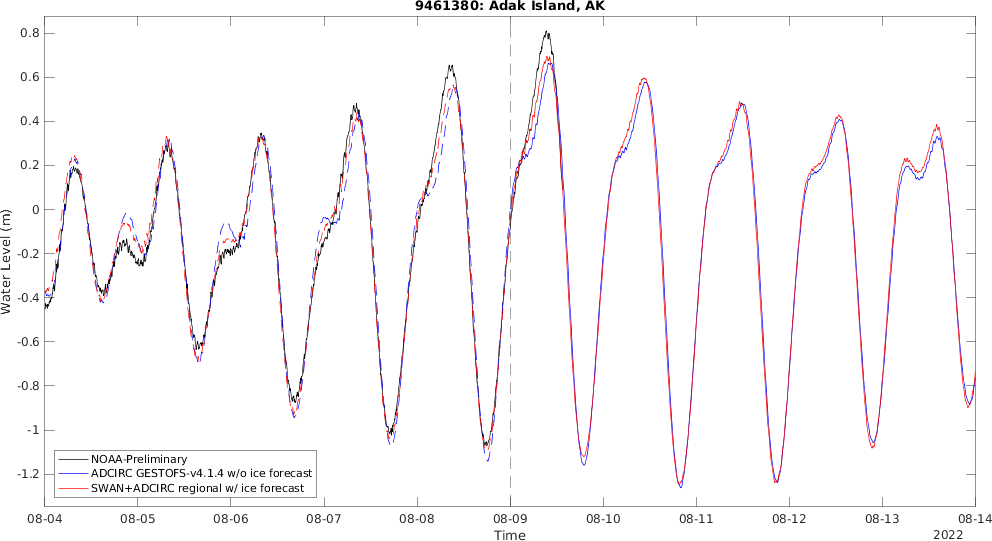 9461380: Adak Island, AK
0.8
0.6
0.4
0.2
0
-0.2
-0.4
-0.6
-0.8
-1
-1.2
Water Level (m)
NOAA-Preliminary
ADCIRC GESTOFS-v4.1.4 w/o ice forecast
SWAN+ADCIRC regional w/ ice forecast
08-04 08-05 08-06 08-07 08-08 08-09 08-10 08-11 08-12 08-13 08-14
Time
2022